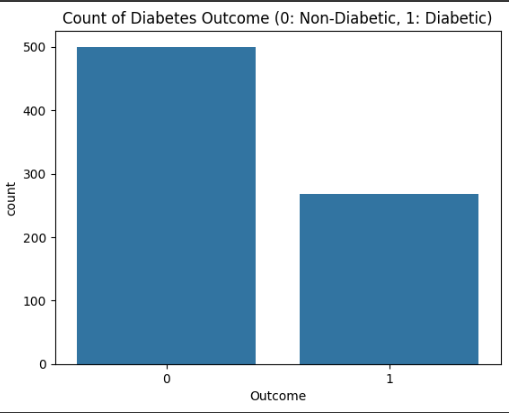 Count of Diabetes Outcome (0: Non-Diabetic, 1: Diabetic)
500
400
300
200
100
0
count
0 1
Outcome